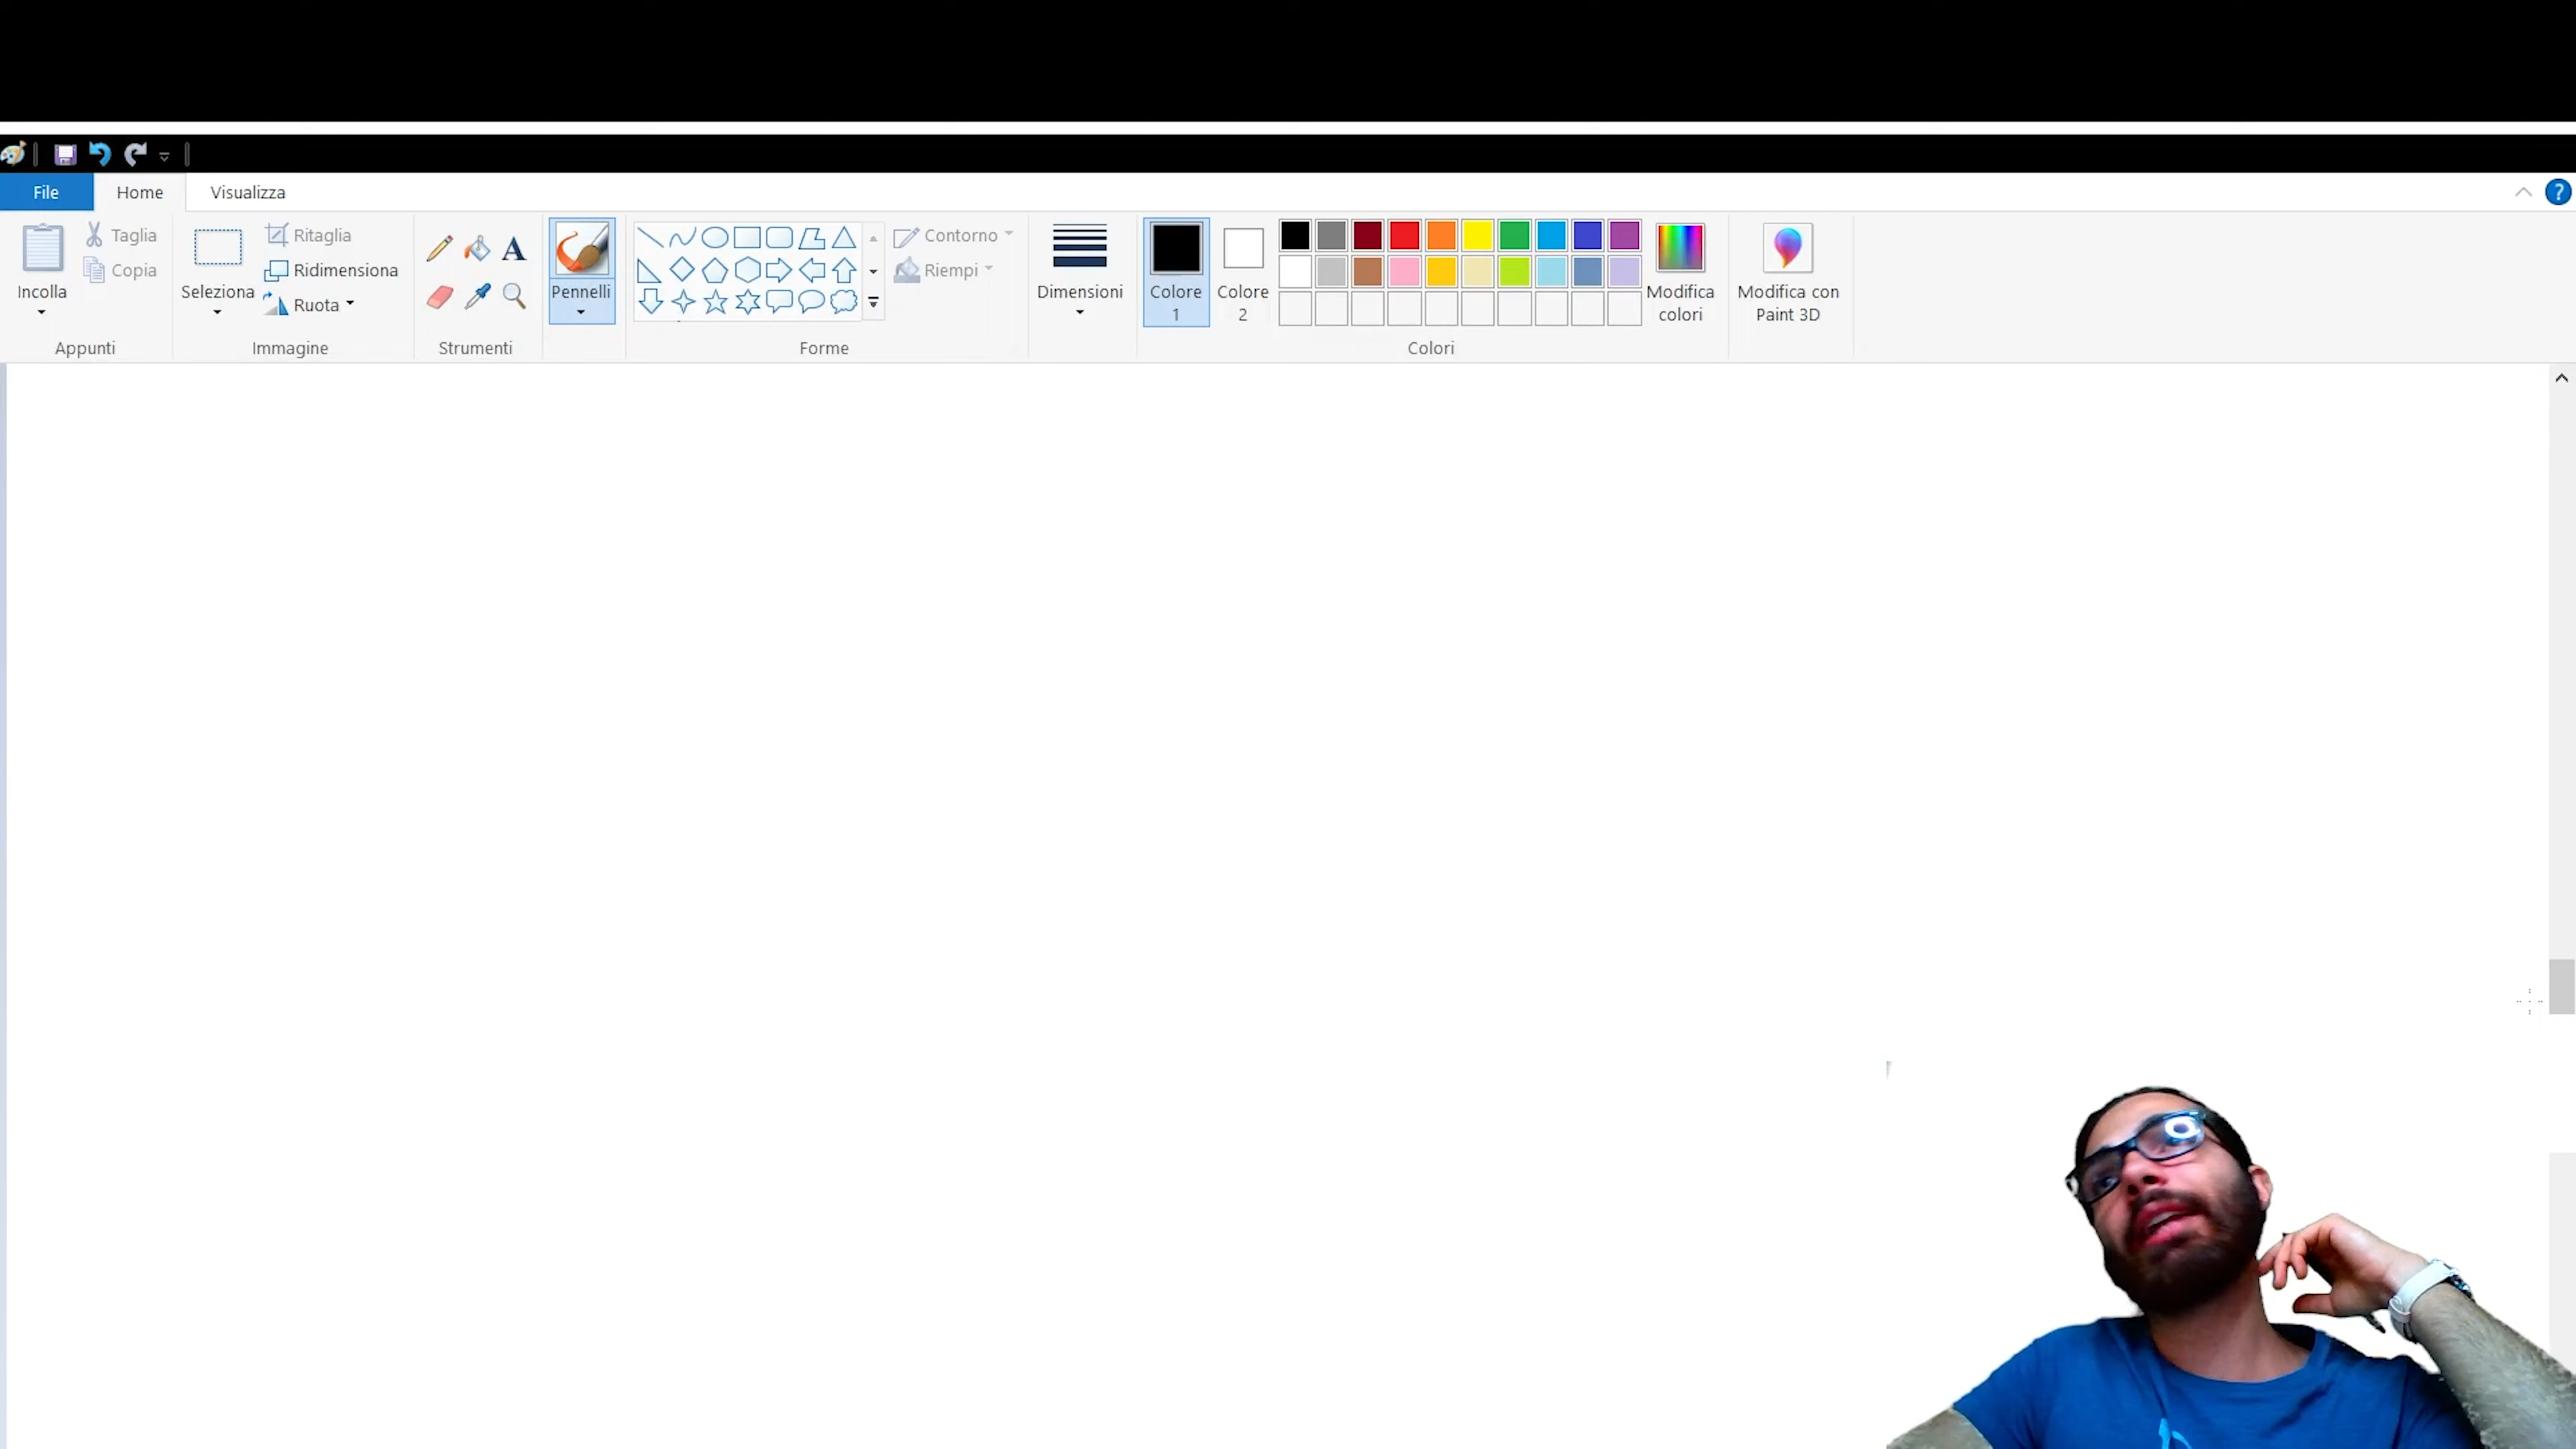 File Home Visualizza
Taglia Ritaglia Contorno
Copia Ridimensiona Riempi
Incolla Seleziona Ruota Pennelli Dimensioni Colore 1 Colore 2 Modifica colori Modifica con Paint 3D
Appunti Immagine Strumenti Forme Colori